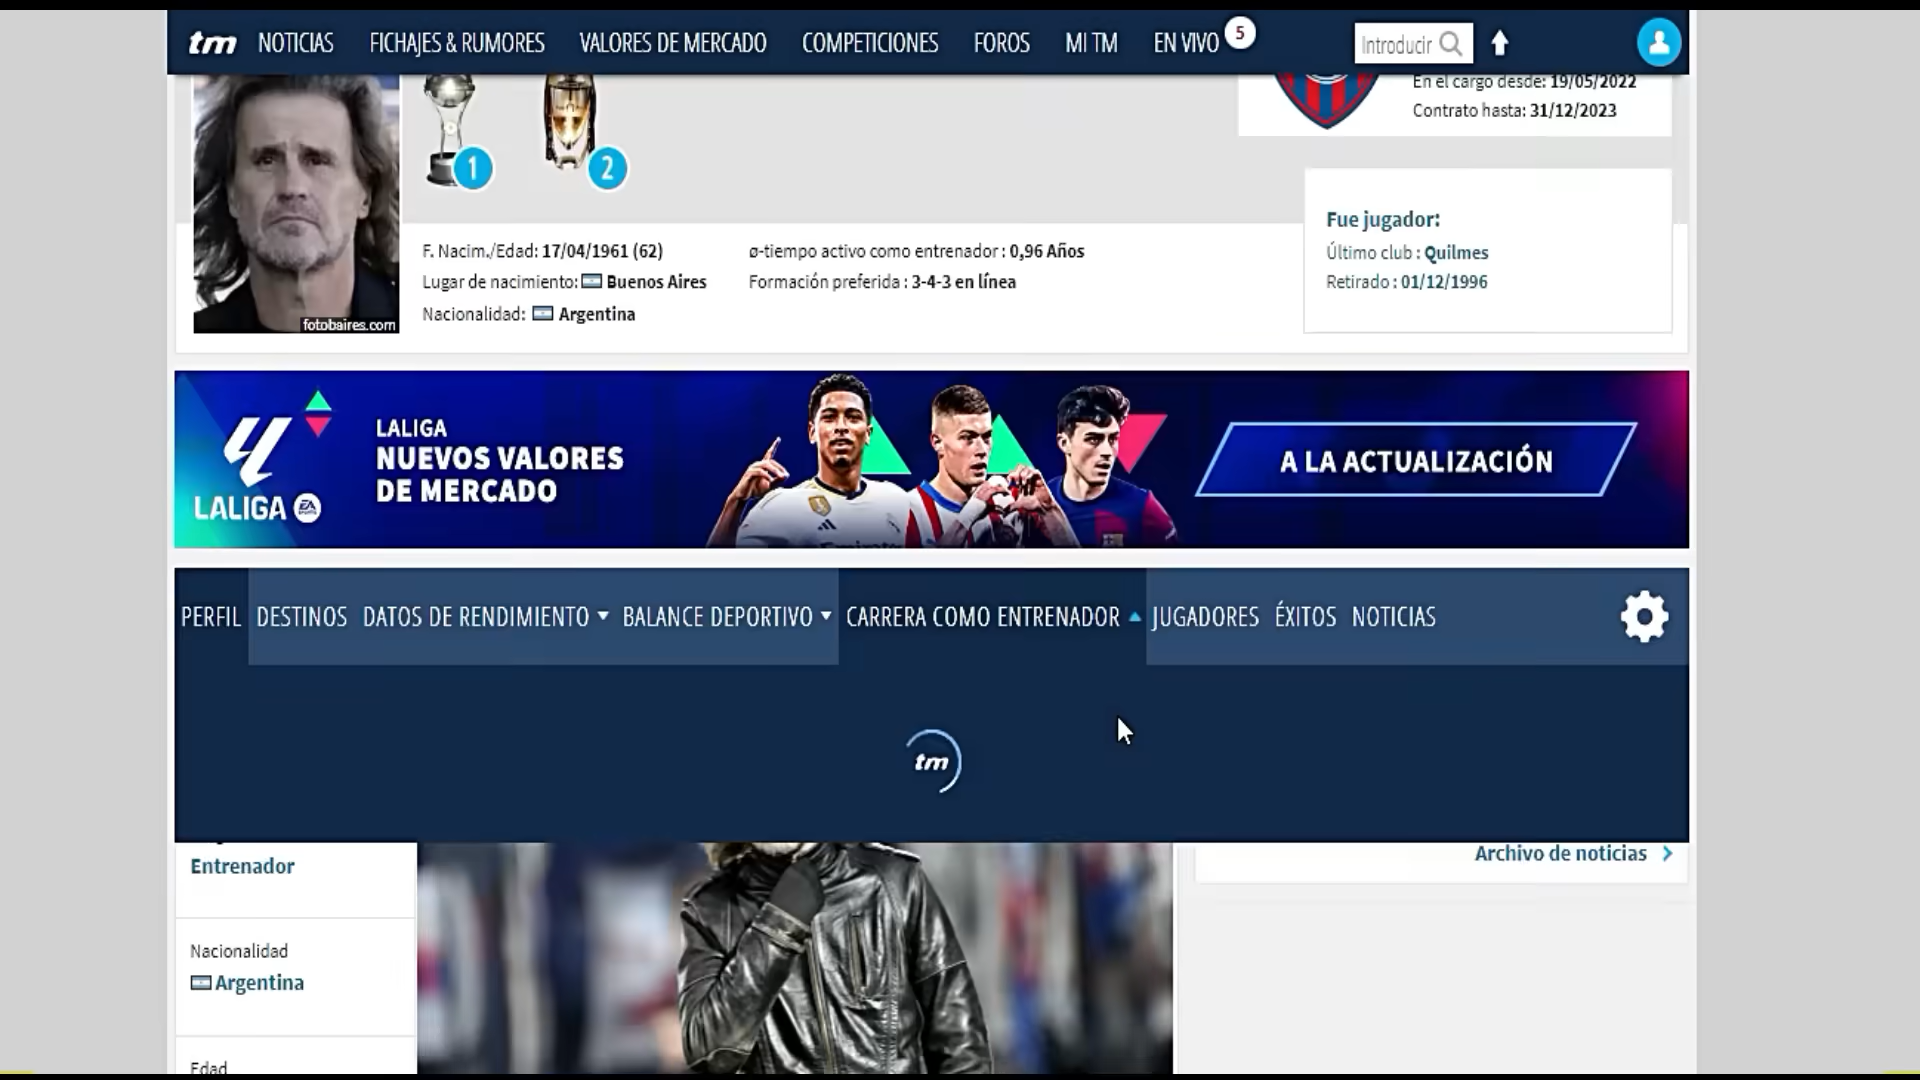 tm NOTICIAS FICHAJES & RUMORES VALORES DE MERCADO COMPETICIONES FOROS MI TM EN VIVO 5 Introducir
En el cargo desde: 19/05/2022
Contrato hasta: 31/12/2023
1 2
Fue jugador:
Último club : Quilmes
Retirado : 01/12/1996
F. Nacim./Edad: 17/04/1961 (62)
Lugar de nacimiento: Buenos Aires
Nacionalidad: Argentina
ø-tiempo activo como entrenador : 0,96 Años
Formación preferida : 3-4-3 en línea
fotobaires.com
LALIGA
NUEVOS VALORES
DE MERCADO
LALIGA EA SPORTS
A LA ACTUALIZACIÓN
PERFIL DESTINOS DATOS DE RENDIMIENTO BALANCE DEPORTIVO CARRERA COMO ENTRENADOR JUGADORES ÉXITOS NOTICIAS
tm
Entrenador
Archivo de noticias
Nacionalidad
Argentina
Edad